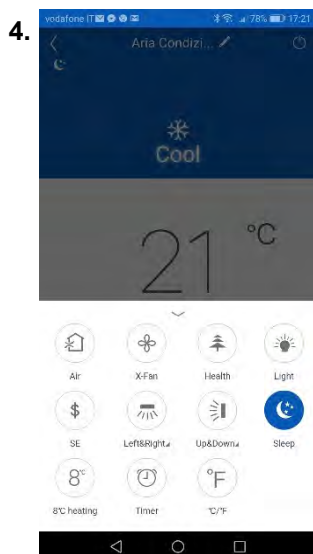 4.
vodafone IT 78% 17:21
Aria Condizi...
Cool
21 °C
Air X-Fan Health Light
$
SE Left&Right Up&Down Sleep
8°C °F
8°C heating Timer °C/°F